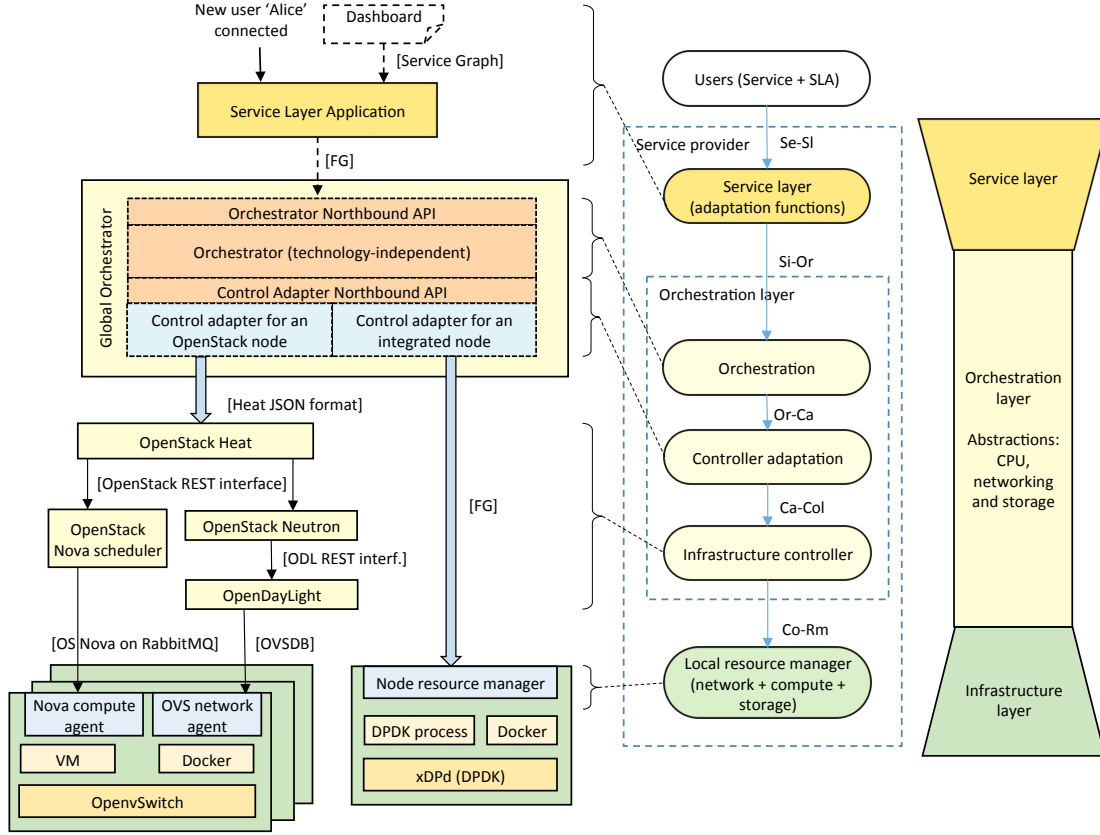 New user ‘Alice’
connected
Dashboard
[Service Graph]
Service Layer Application
[FG]
Global Orchestrator
Orchestrator Northbound API
Orchestrator (technology-independent)
Control Adapter Northbound API
Control adapter for an
OpenStack node
Control adapter for an
integrated node
[Heat JSON format]
OpenStack Heat
[OpenStack REST interface]
OpenStack
Nova scheduler
OpenStack Neutron
[ODL REST interf.]
OpenDayLight
[FG]
[OS Nova on RabbitMQ]
[OVSDB]
Nova compute
agent
OVS network
agent
VM
Docker
OpenvSwitch
Node resource manager
DPDK process
Docker
xDPd (DPDK)
Users (Service + SLA)
Service provider
Se-Sl
Service layer
(adaptation functions)
Si-Or
Orchestration layer
Orchestration
Or-Ca
Controller adaptation
Ca-Col
Infrastructure controller
Co-Rm
Local resource manager
(network + compute +
storage)
Service layer
Orchestration
layer
Abstractions:
CPU,
networking
and storage
Infrastructure
layer